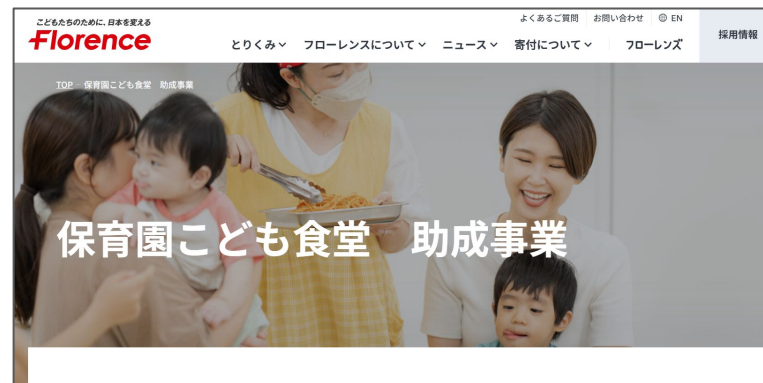 こどもたちのために、日本を変える
Florence
よくあるご質問 お問い合わせ EN
採用情報
とりくみ フローレンスについて ニュース 寄付について フローレンズ
TOP － 保育園こども食堂 助成事業
保育園こども食堂 助成事業